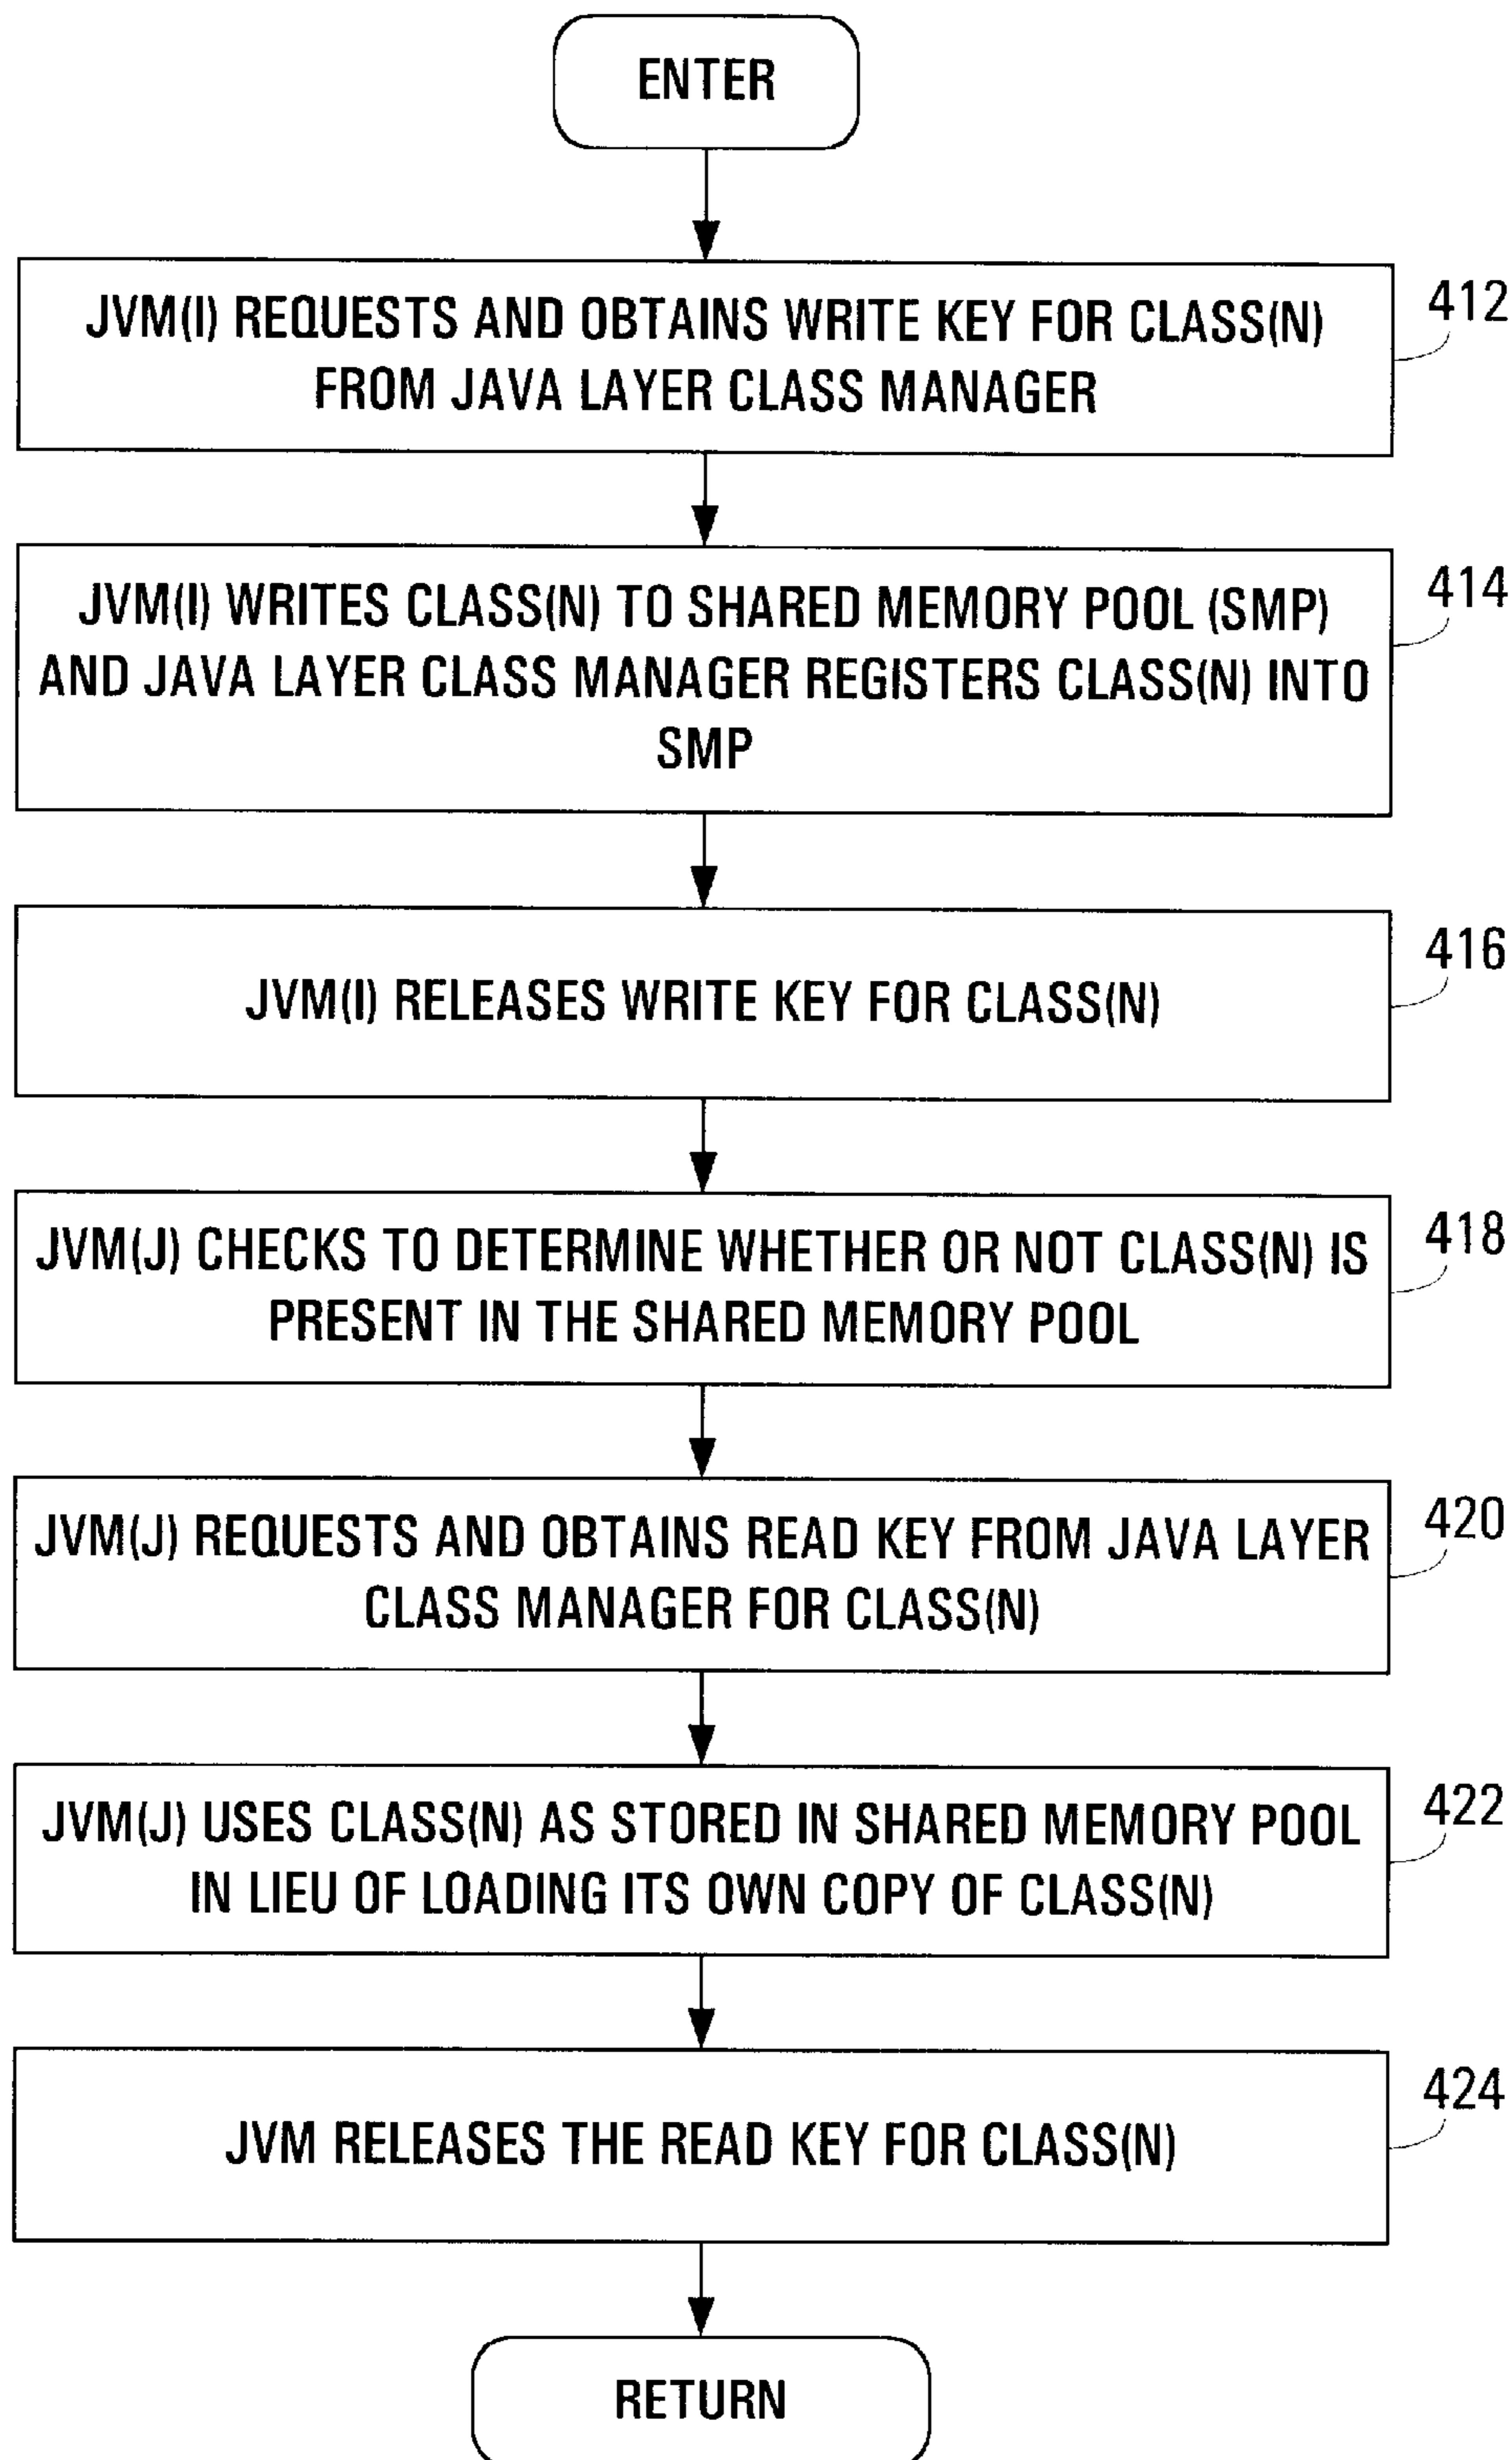 ENTER
JVM(I) REQUESTS AND OBTAINS WRITE KEY FOR CLASS(N)
FROM JAVA LAYER CLASS MANAGER
412
JVM(I) WRITES CLASS(N) TO SHARED MEMORY POOL (SMP)
AND JAVA LAYER CLASS MANAGER REGISTERS CLASS(N) INTO
SMP
414
JVM(I) RELEASES WRITE KEY FOR CLASS(N)
416
JVM(J) CHECKS TO DETERMINE WHETHER OR NOT CLASS(N) IS
PRESENT IN THE SHARED MEMORY POOL
418
JVM(J) REQUESTS AND OBTAINS READ KEY FROM JAVA LAYER
CLASS MANAGER FOR CLASS(N)
420
JVM(J) USES CLASS(N) AS STORED IN SHARED MEMORY POOL
IN LIEU OF LOADING ITS OWN COPY OF CLASS(N)
422
JVM RELEASES THE READ KEY FOR CLASS(N)
424
RETURN